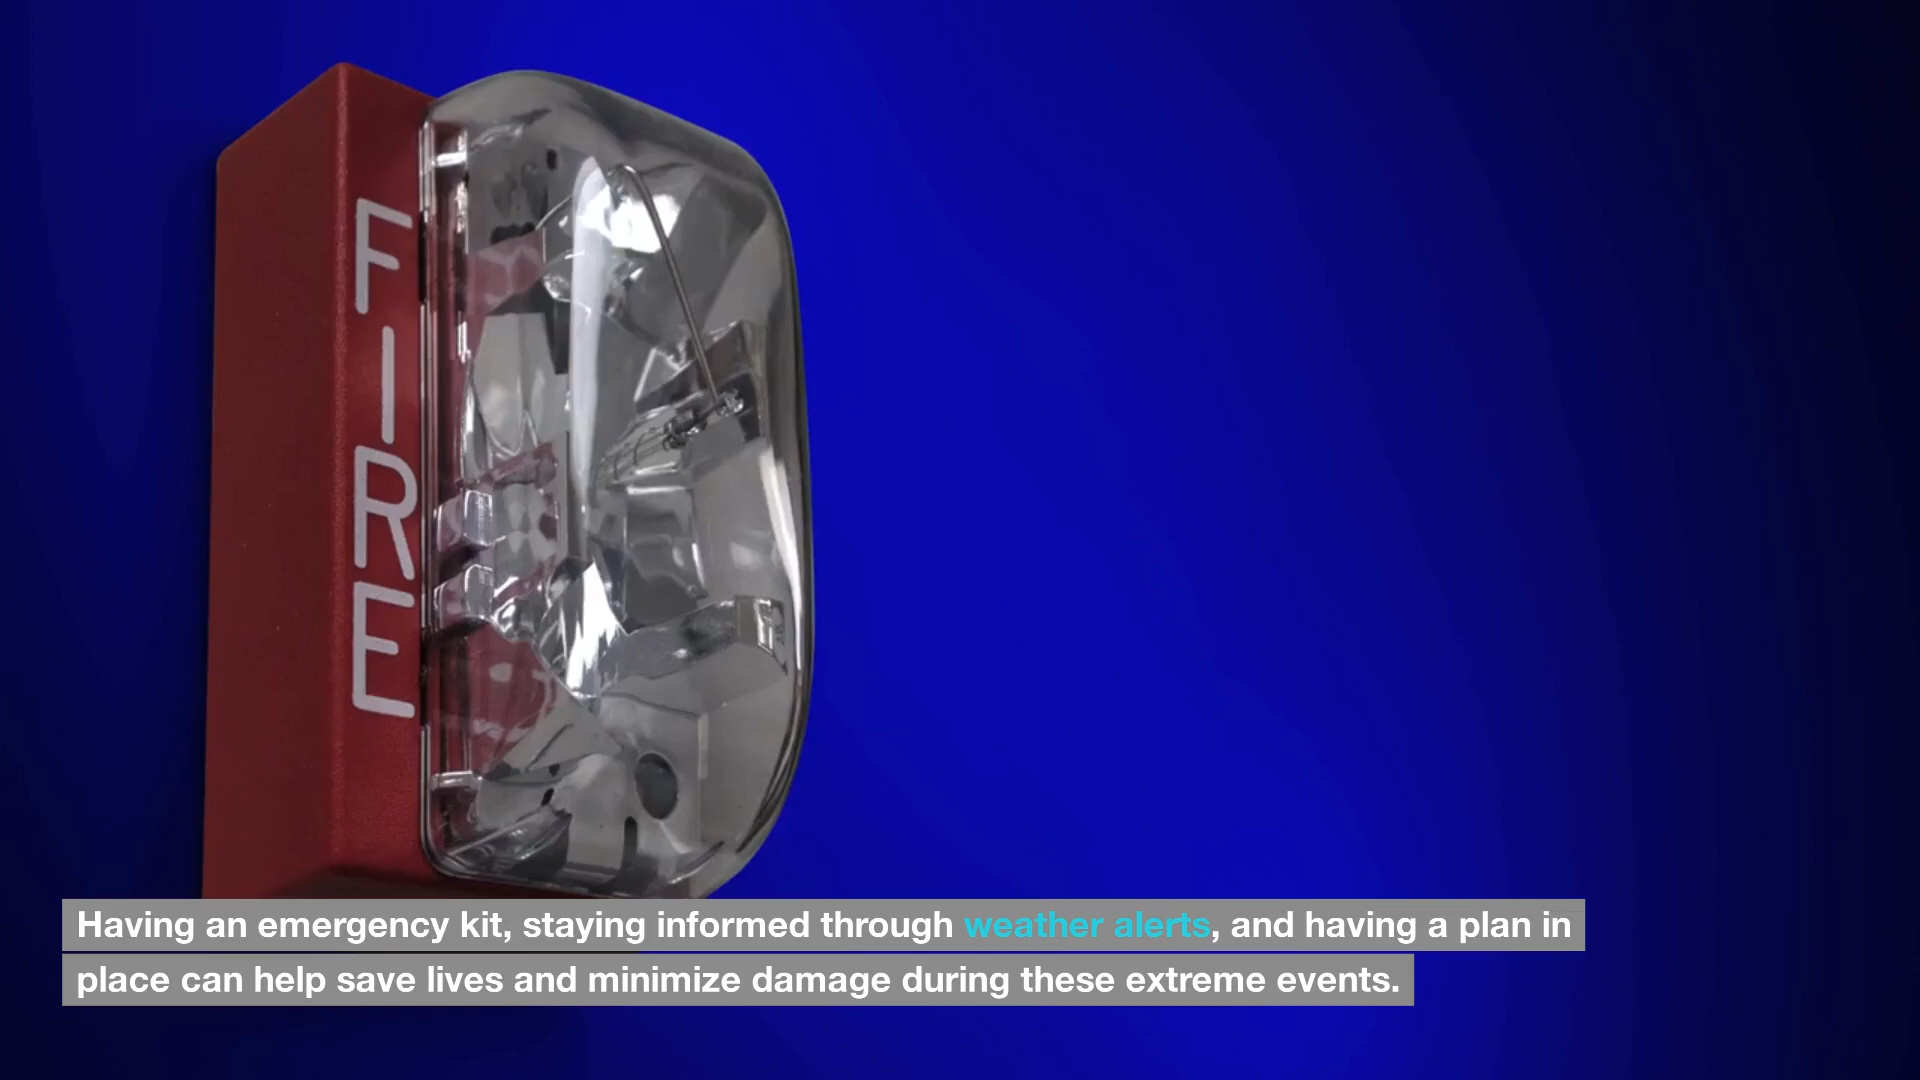 FIRE
Having an emergency kit, staying informed through weather alerts, and having a plan in
place can help save lives and minimize damage during these extreme events.